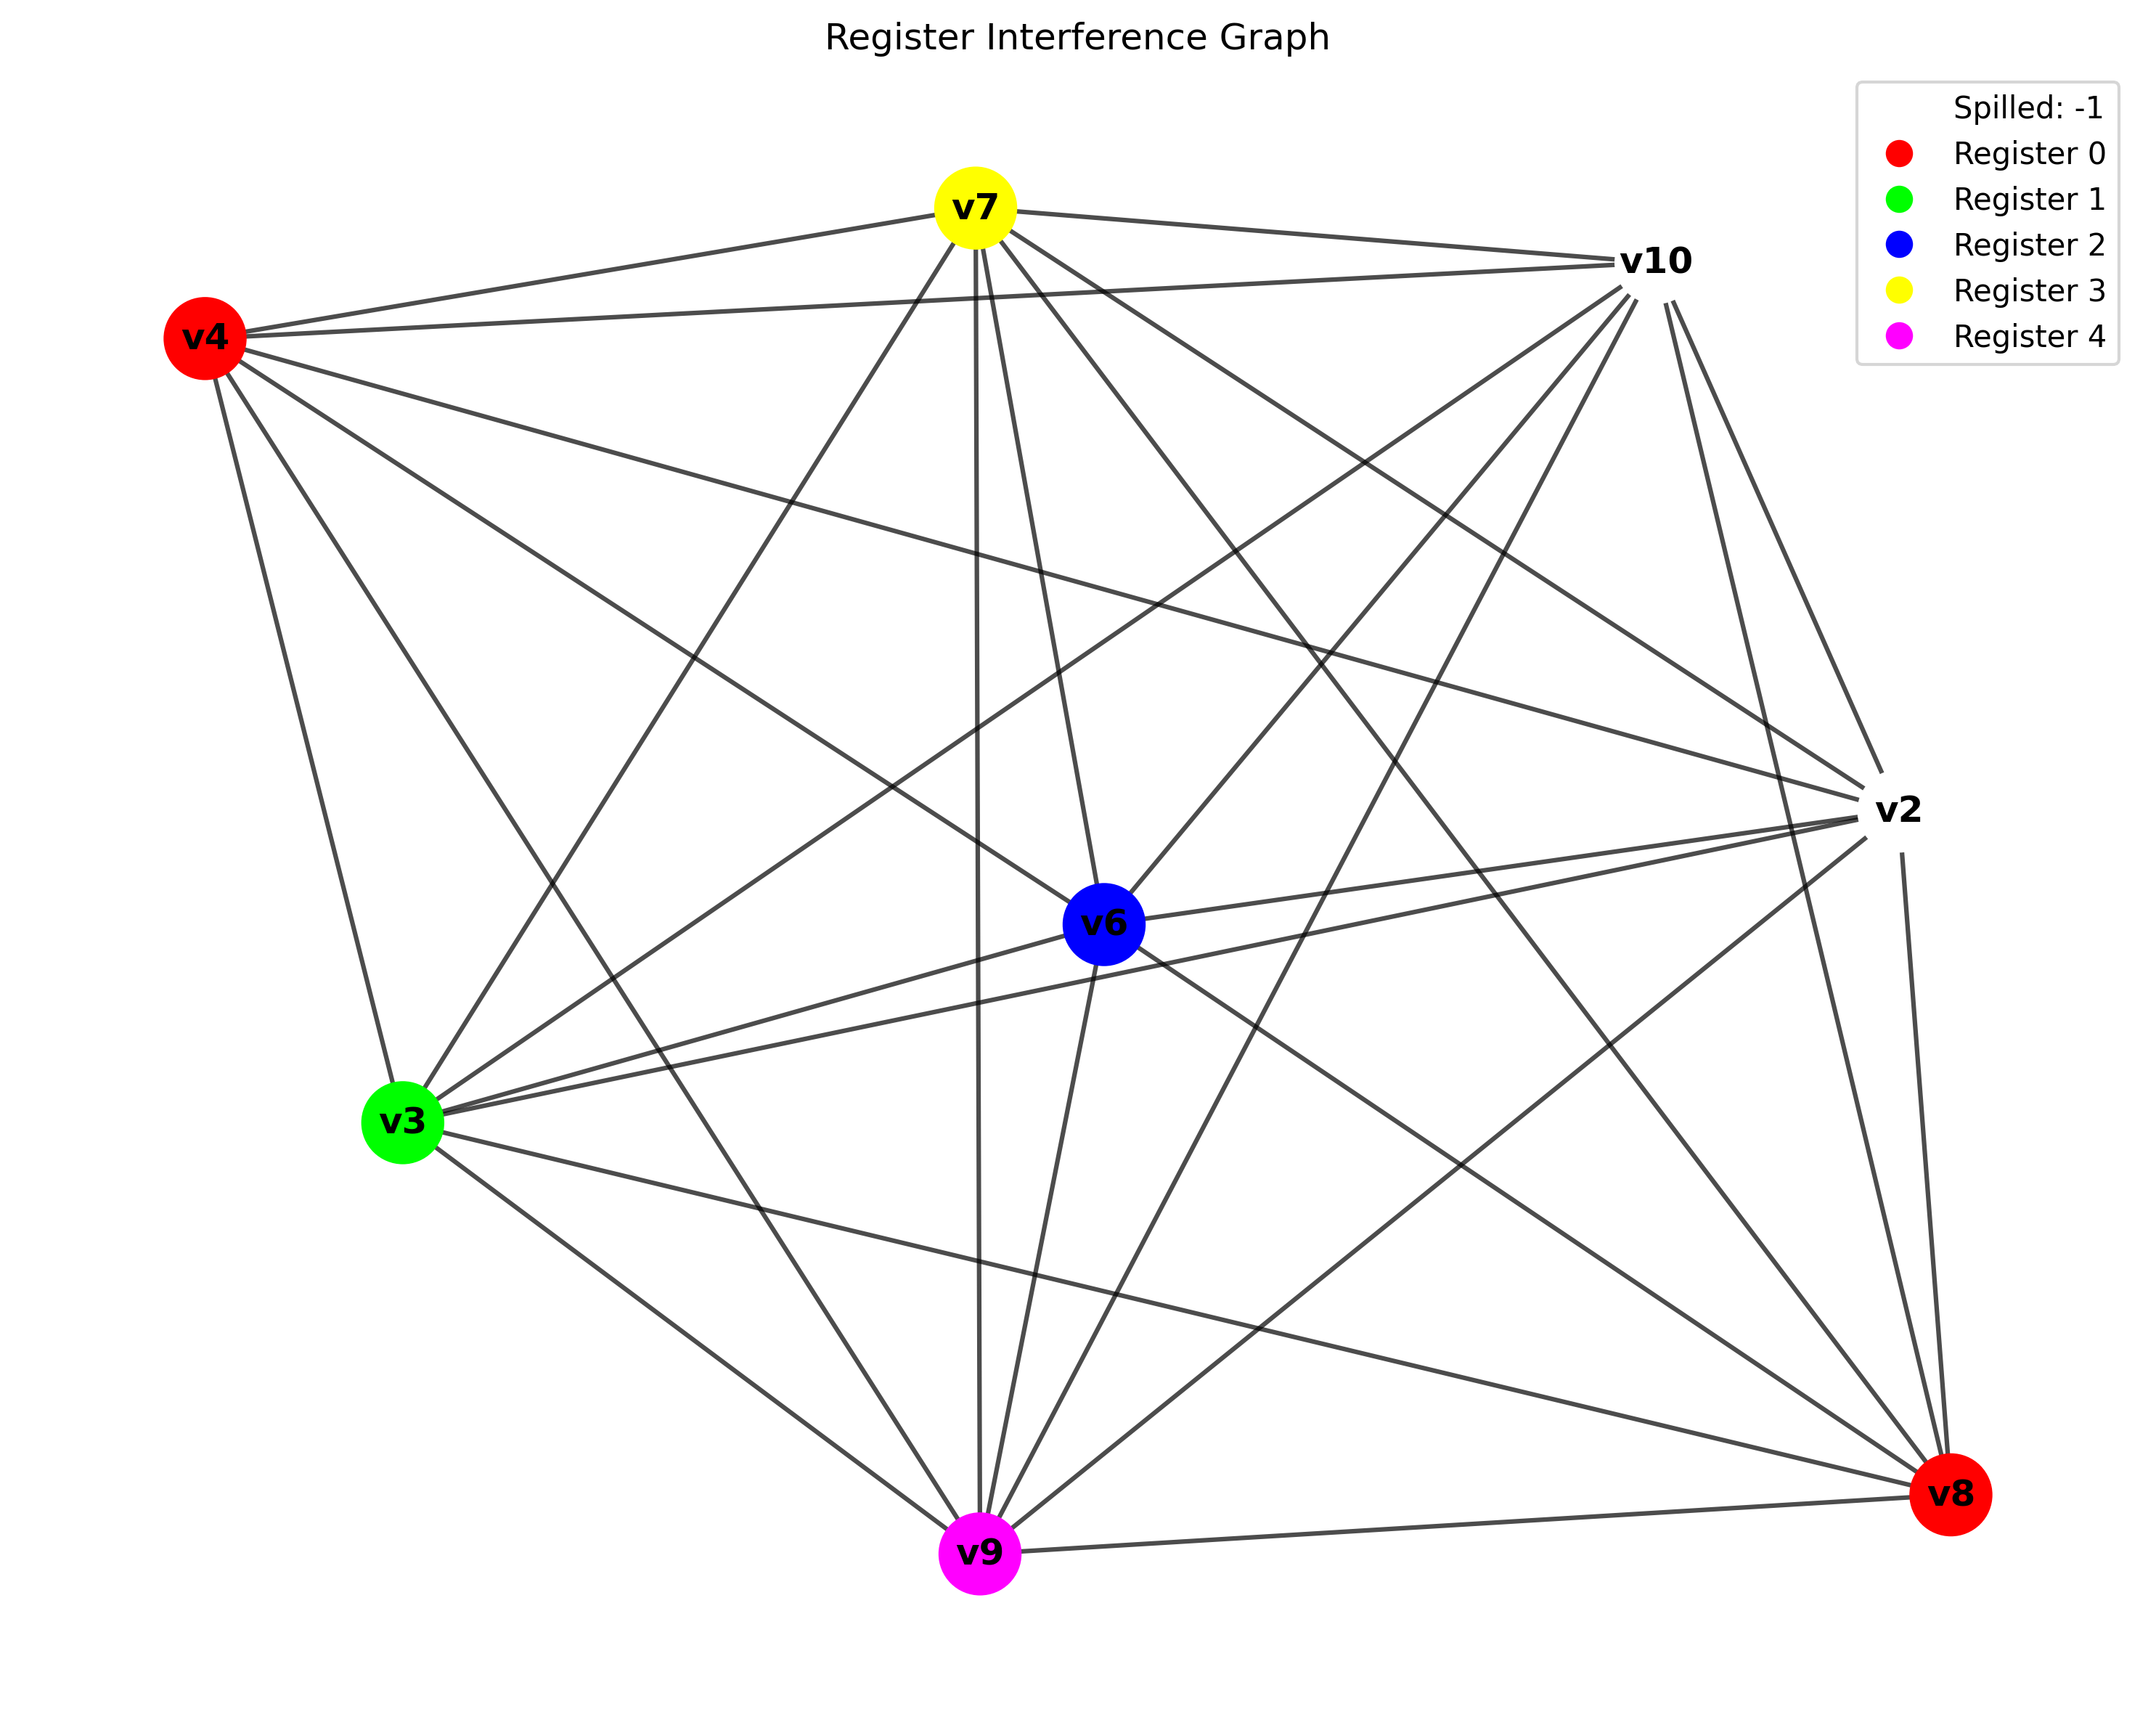 Register Interference Graph
Spilled: -1
Register 0
Register 1
Register 2
Register 3
Register 4
v7
v10
v4
v2
v6
v3
v8
v9